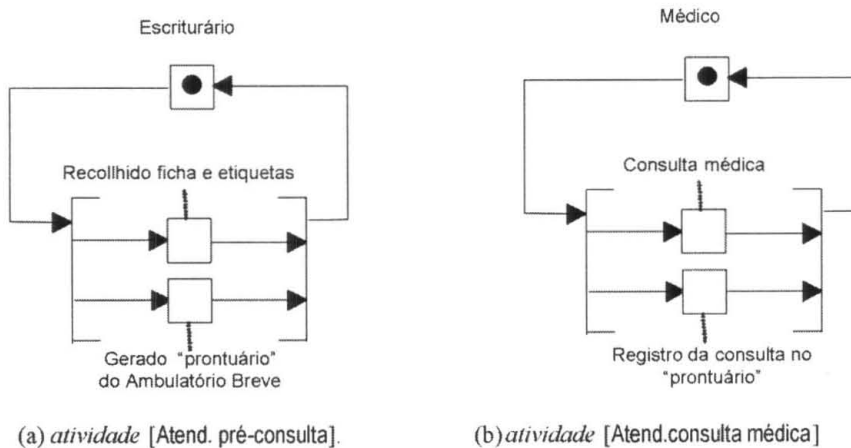 Escriturário
Recollhido ficha e etiquetas
Gerado “prontuário”
do Ambulatório Breve
(a) atividade [Atend. pré-consulta].
Médico
Consulta médica
Registro da consulta no
“prontuário”
(b) atividade [Atend.consulta médica]